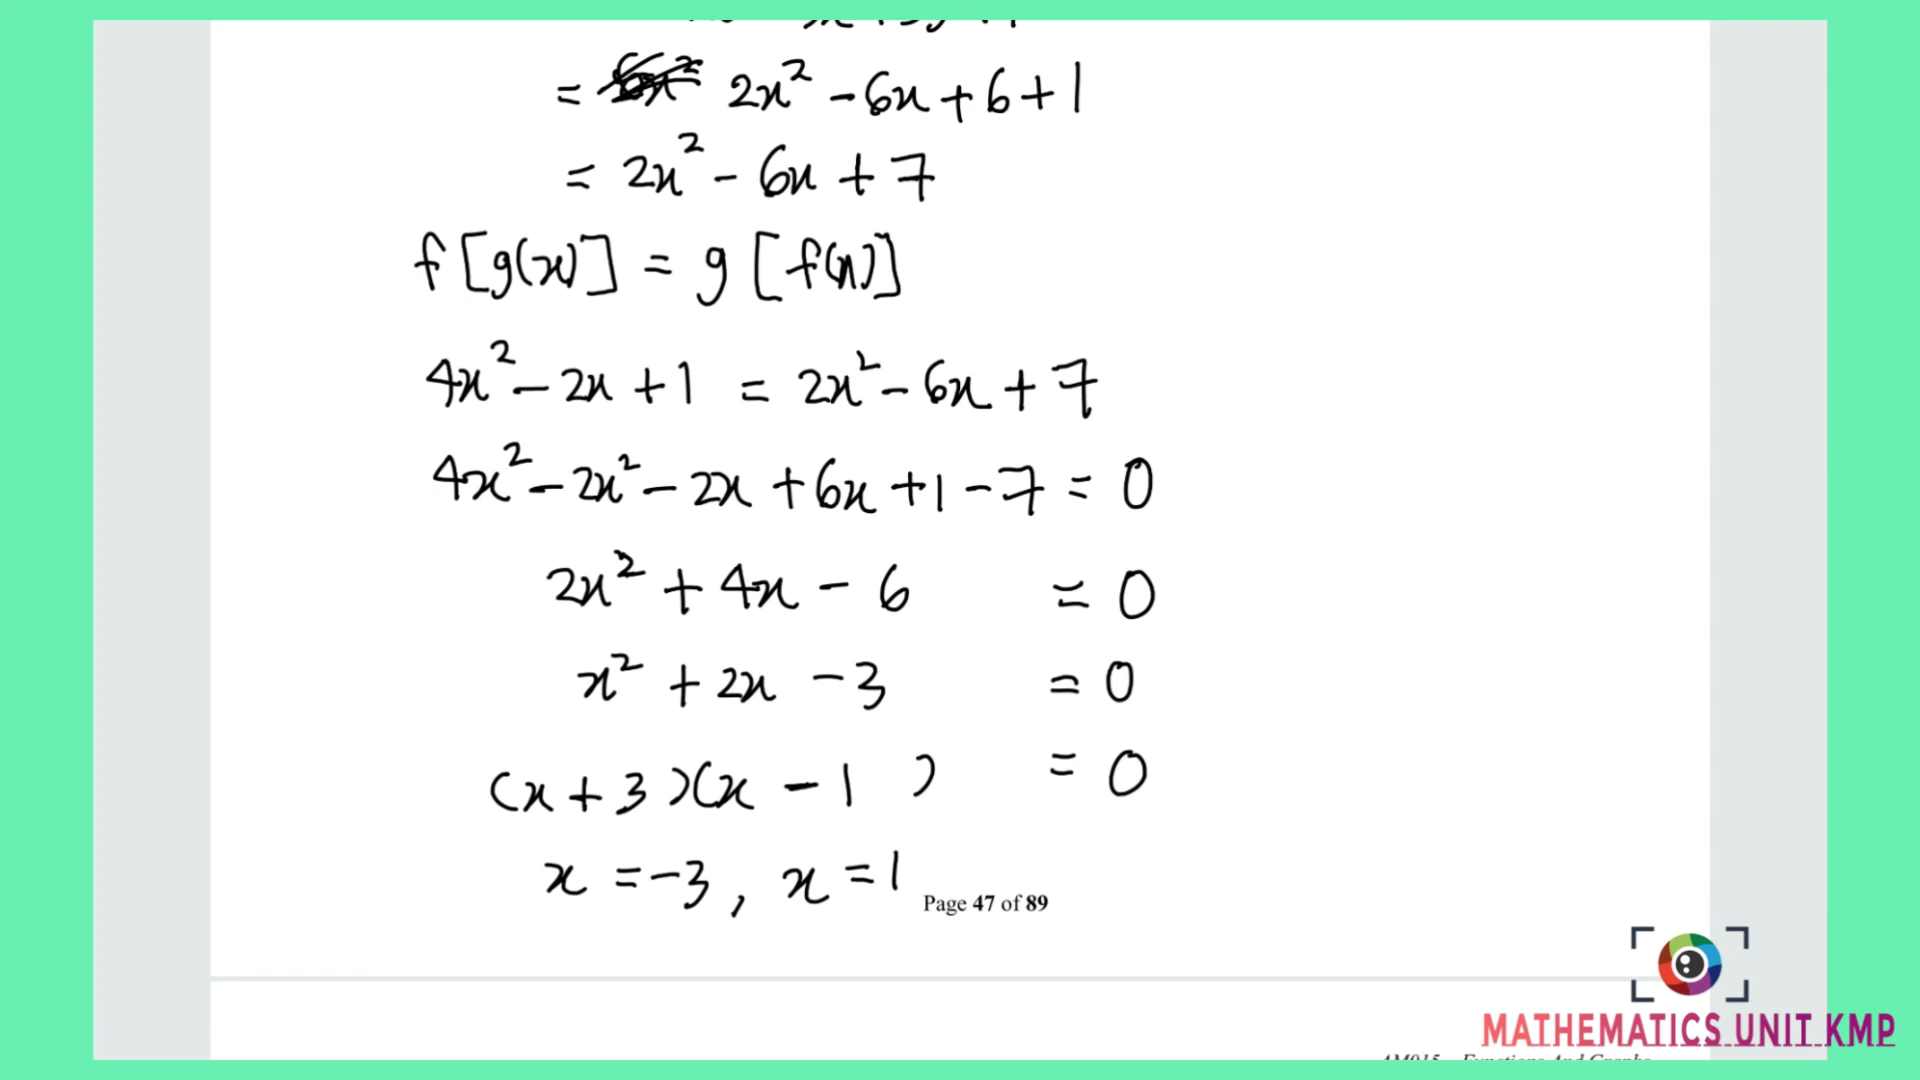 = 2x² - 6x + 6 + 1
= 2x² - 6x + 7
f[g(x)] = g[f(x)]
4x² - 2x + 1 = 2x² - 6x + 7
4x² - 2x² - 2x + 6x + 1 - 7 = 0
2x² + 4x - 6 = 0
x² + 2x - 3 = 0
(x + 3)(x - 1) = 0
x = -3, x = 1
Page 47 of 89
MATHEMATICS UNIT KMP